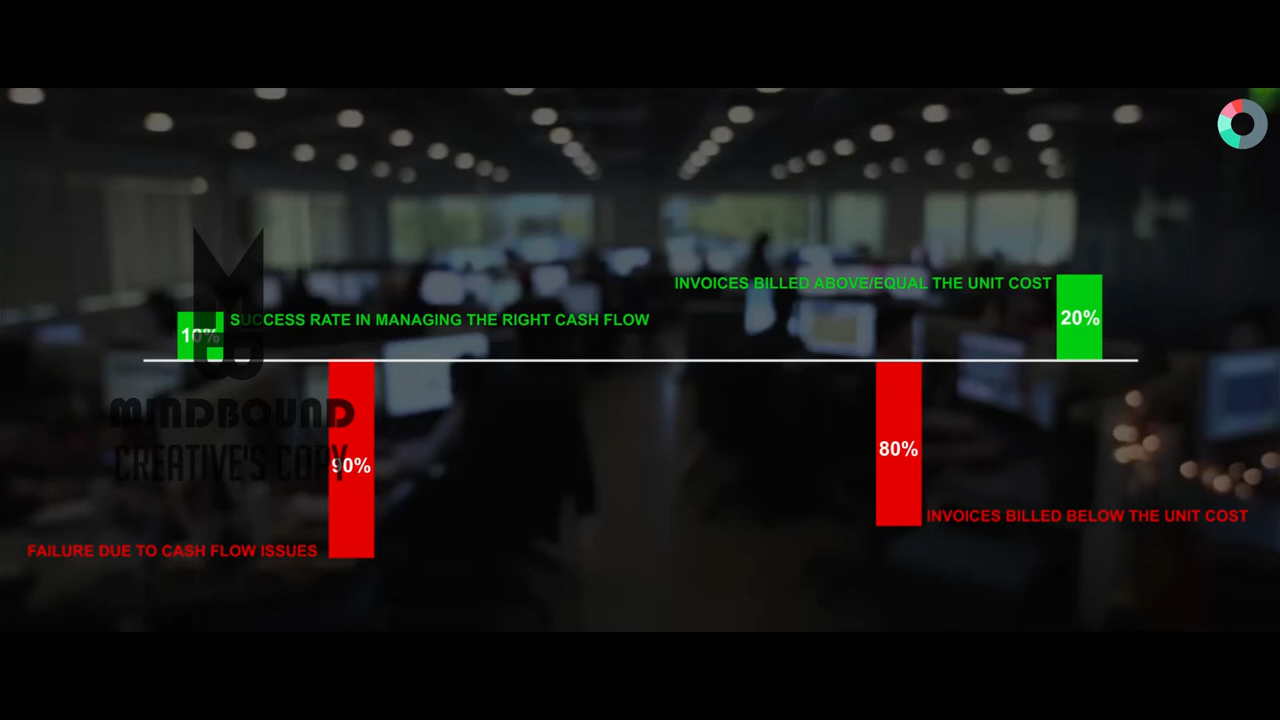 INVOICES BILLED ABOVE/EQUAL THE UNIT COST
20%
10%
SUCCESS RATE IN MANAGING THE RIGHT CASH FLOW
MINDBOUND
CREATIVE'S COPY
90%
80%
INVOICES BILLED BELOW THE UNIT COST
FAILURE DUE TO CASH FLOW ISSUES